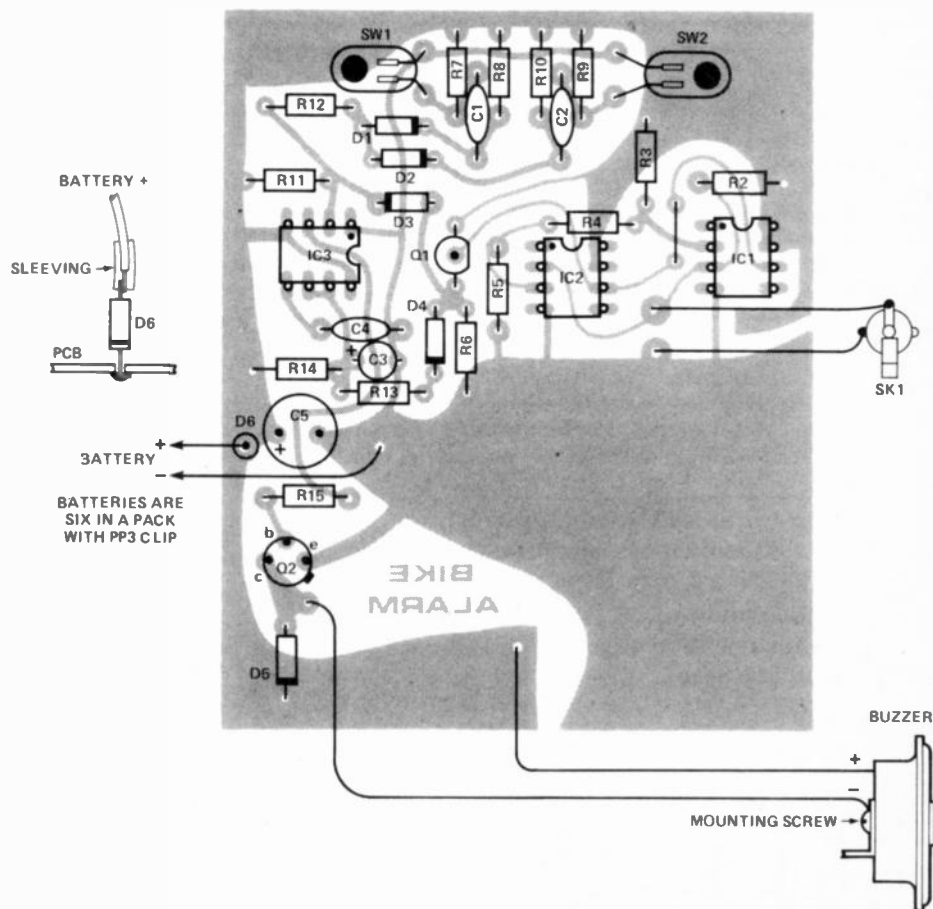 SW1
SW2
R7
R8
R10
R9
R12
C1
C2
D1
D2
R3
BATTERY +
R11
R2
D3
R4
Q1
IC3
IC2
IC1
SLEEVING
R5
D6
D4
C4
R6
PCB
+
C3
R14
R13
SK1
D6
C5
+
3ATTERY
+
−
R15
BATTERIES ARE
SIX IN A PACK
WITH PP3 CLIP
b
e
c
Q2
BIKE
ALARM
D5
BUZZER
+
−
MOUNTING SCREW